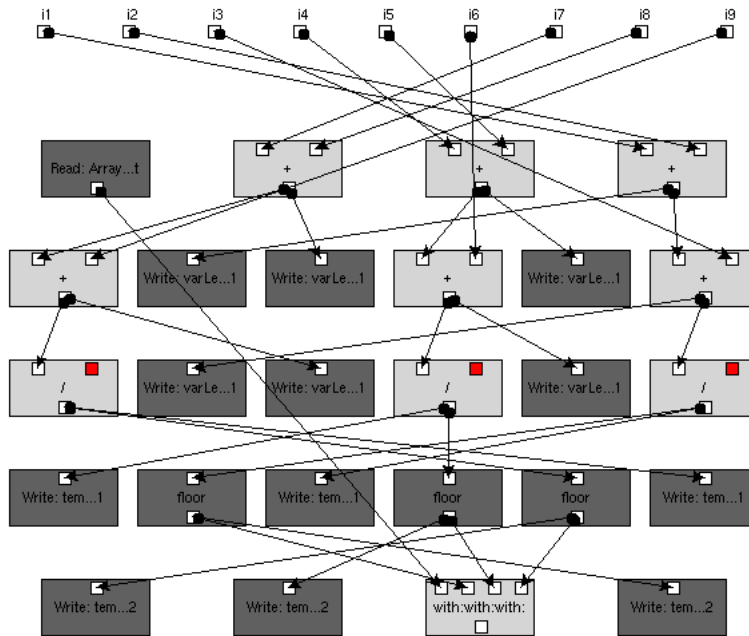 i1 i2 i3 i4 i5 i6 i7 i8 i9
Read: Array...t + + +
+ Write: varLe...1 Write: varLe...1 + Write: varLe...1 +
/ Write: varLe...1 Write: varLe...1 / Write: varLe...1 /
Write: tem...1 floor Write: tem...1 floor floor Write: tem...1
Write: tem...2 Write: tem...2 with:with:with: Write: tem...2